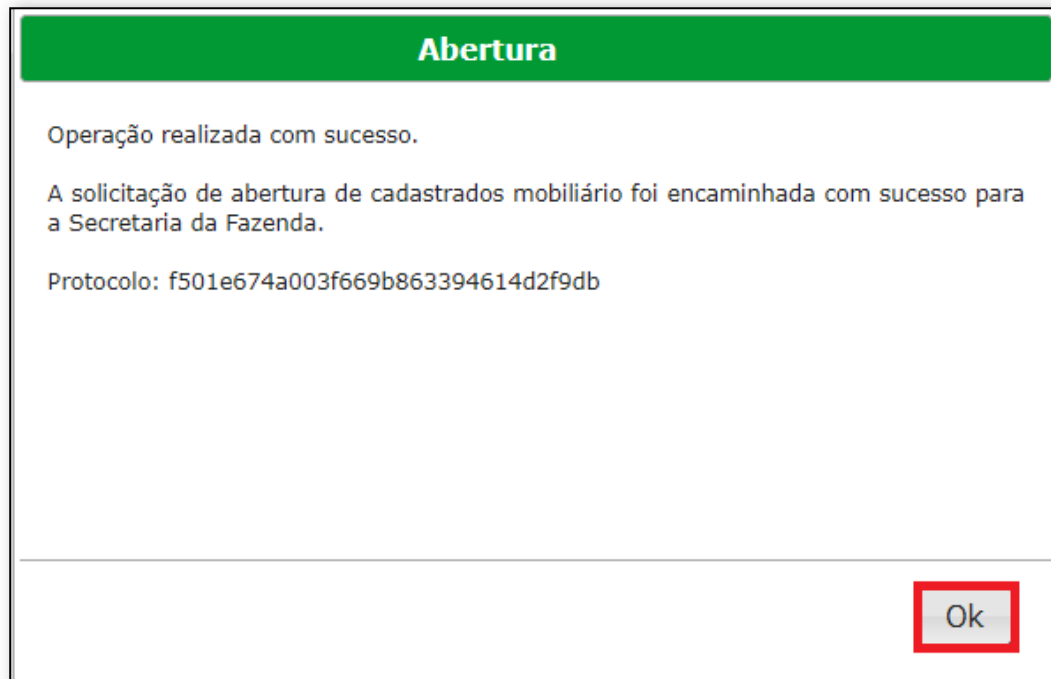 Abertura
Operação realizada com sucesso.
A solicitação de abertura de cadastrados mobiliário foi encaminhada com sucesso para
a Secretaria da Fazenda.
Protocolo: f501e674a003f669b863394614d2f9db
Ok